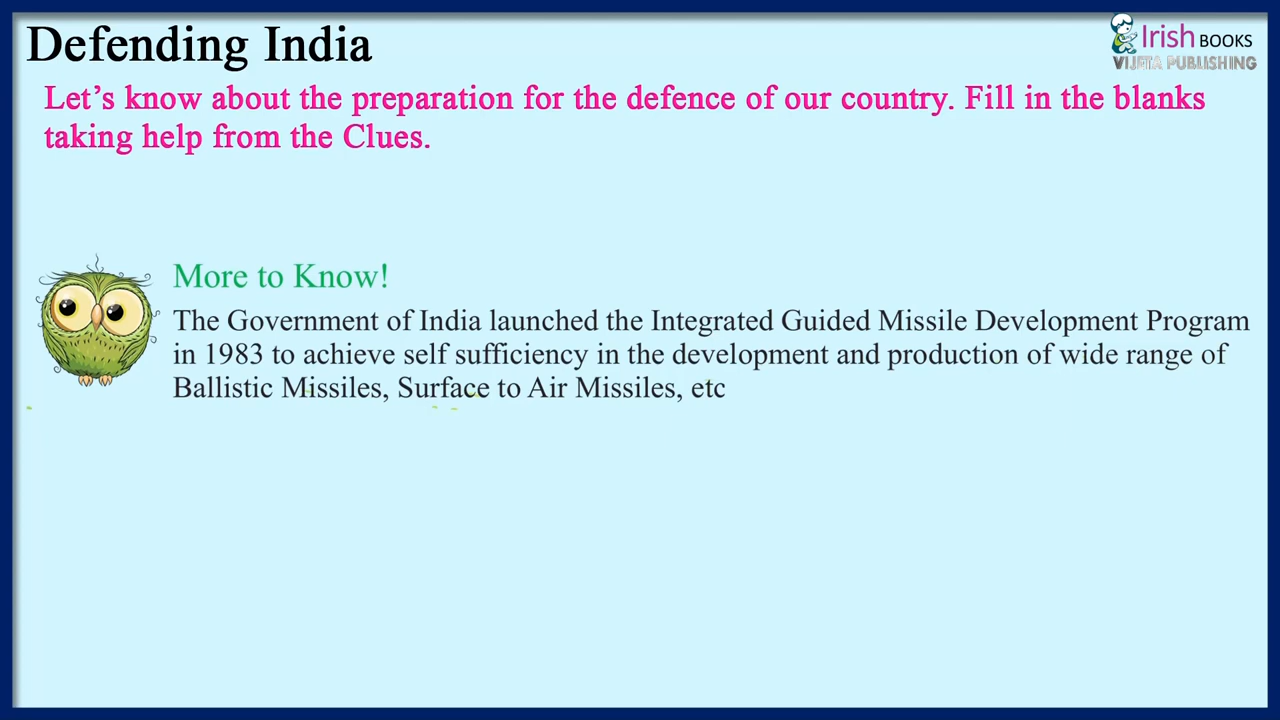 Defending India
Irish BOOKS
VIJETA PUBLISHING
Let's know about the preparation for the defence of our country. Fill in the blanks
taking help from the Clues.
More to Know!
The Government of India launched the Integrated Guided Missile Development Program
in 1983 to achieve self sufficiency in the development and production of wide range of
Ballistic Missiles, Surface to Air Missiles, etc